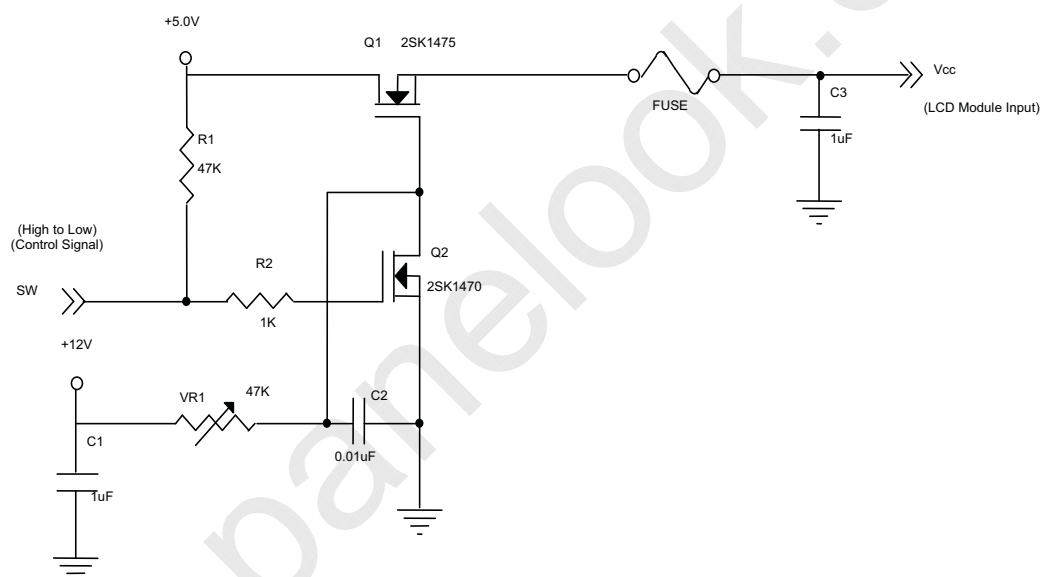 +5.0V
Q1 2SK1475
Vcc
FUSE
C3
(LCD Module Input)
R1
1uF
47K
(High to Low)
(Control Signal)
Q2
R2
SW
2SK1470
1K
+12V
VR1
47K
C2
C1
0.01uF
1uF
panelook.